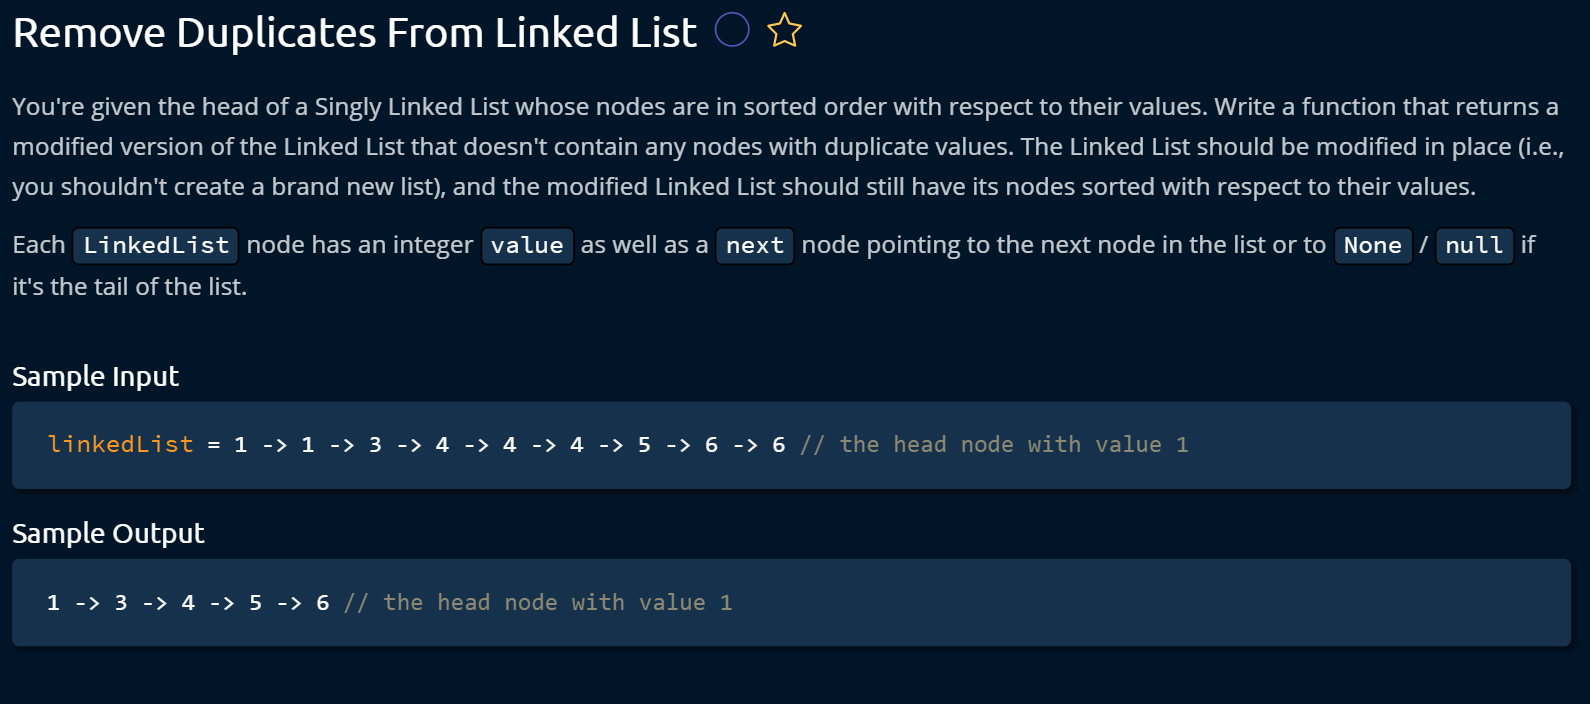 Remove Duplicates From Linked List
You're given the head of a Singly Linked List whose nodes are in sorted order with respect to their values. Write a function that returns a
modified version of the Linked List that doesn't contain any nodes with duplicate values. The Linked List should be modified in place (i.e.,
you shouldn't create a brand new list), and the modified Linked List should still have its nodes sorted with respect to their values.
Each LinkedList node has an integer value as well as a next node pointing to the next node in the list or to None / null if
it's the tail of the list.
Sample Input
linkedList = 1 -> 1 -> 3 -> 4 -> 4 -> 4 -> 5 -> 6 -> 6 // the head node with value 1
Sample Output
1 -> 3 -> 4 -> 5 -> 6 // the head node with value 1